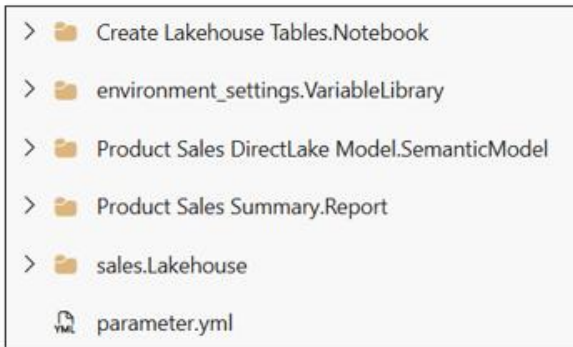 Create Lakehouse Tables.Notebook
environment_settings.VariableLibrary
Product Sales DirectLake Model.SemanticModel
Product Sales Summary.Report
sales.Lakehouse
YML parameter.yml